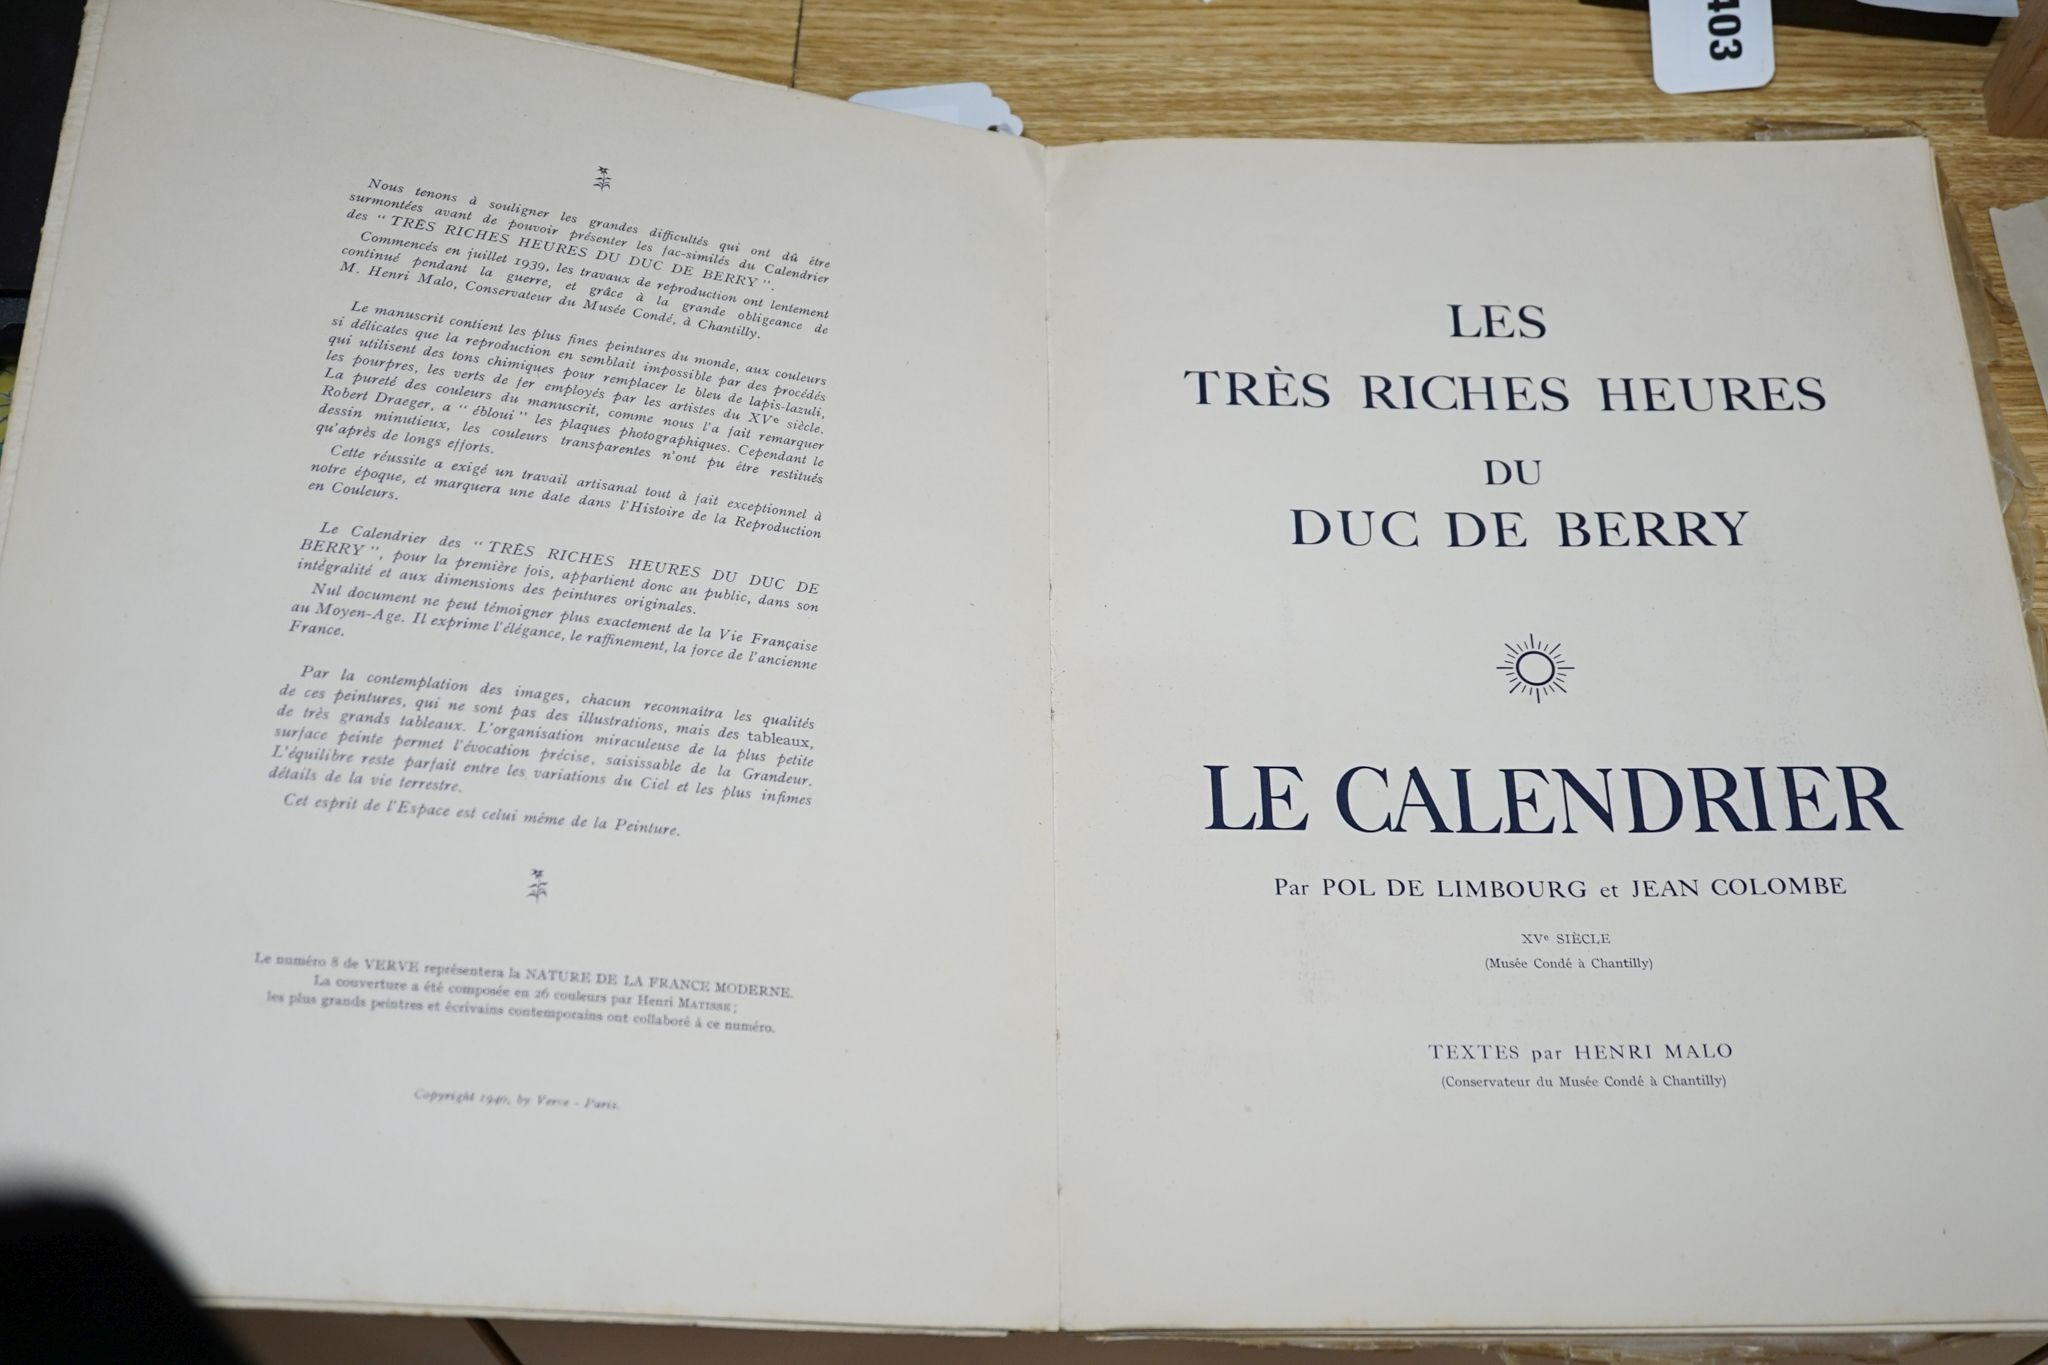 Nous tenons à souligner les grandes difficultés qui ont dû être
surmontées avant de pouvoir présenter les fac-similés du Calendrier
des “ TRÈS RICHES HEURES DU DUC DE BERRY ”.
Commencés en juillet 1939, les travaux de reproduction ont lentement
continué pendant la guerre, et grâce à la grande obligeance de
M. Henri Malo, Conservateur du Musée Condé, à Chantilly.
Le manuscrit contient les plus fines peintures du monde, aux couleurs
si délicates que la reproduction en semblait impossible par des procédés
qui utilisent des tons chimiques pour remplacer le bleu de lapis-lazuli,
les pourpres, les verts de fer employés par les artistes du XVe siècle.
La pureté des couleurs du manuscrit, comme nous l'a fait remarquer
Robert Draeger, a “ ébloui ” les plaques photographiques. Cependant le
dessin minutieux, les couleurs transparentes n'ont pu être restitués
qu'après de longs efforts.
Cette réussite a exigé un travail artisanal tout à fait exceptionnel à
notre époque, et marquera une date dans l'Histoire de la Reproduction
en Couleurs.
Le Calendrier des “ TRÈS RICHES HEURES DU DUC DE
BERRY ”, pour la première fois, appartient donc au public, dans son
intégralité et aux dimensions des peintures originales.
Nul document ne peut témoigner plus exactement de la Vie Française
au Moyen-Age. Il exprime l'élégance, le raffinement, la force de l'ancienne
France.
Par la contemplation des images, chacun reconnaîtra les qualités
de ces peintures, qui ne sont pas des illustrations, mais des tableaux,
de très grands tableaux. L'organisation miraculeuse de la plus petite
surface peinte permet l'évocation précise, saisissable de la Grandeur.
L'équilibre reste parfait entre les variations du Ciel et les plus infimes
détails de la vie terrestre.
Cet esprit de l'Espace est celui même de la Peinture.
Le numéro 8 de VERVE représentera la NATURE DE LA FRANCE MODERNE.
La couverture a été composée en 26 couleurs par Henri MATISSE ;
les plus grands peintres et écrivains contemporains ont collaboré à ce numéro.
Copyright 1940, by Verve - Paris.
LES
TRÈS RICHES HEURES
DU
DUC DE BERRY
LE CALENDRIER
Par POL DE LIMBOURG et JEAN COLOMBE
XVe SIÈCLE
(Musée Condé à Chantilly)
TEXTES par HENRI MALO
(Conservateur du Musée Condé à Chantilly)
403